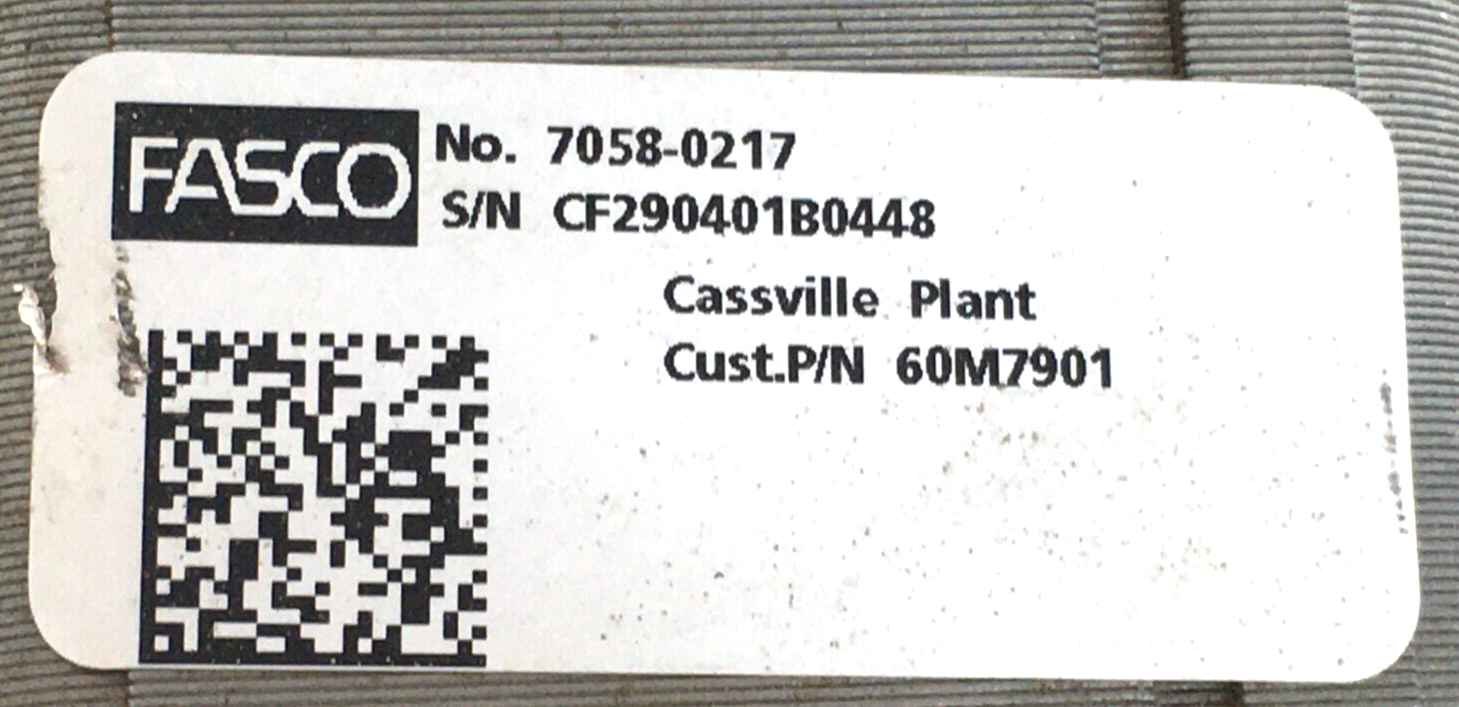 FASCO
No. 7058-0217
S/N CF290401B0448
Cassville Plant
Cust.P/N 60M7901